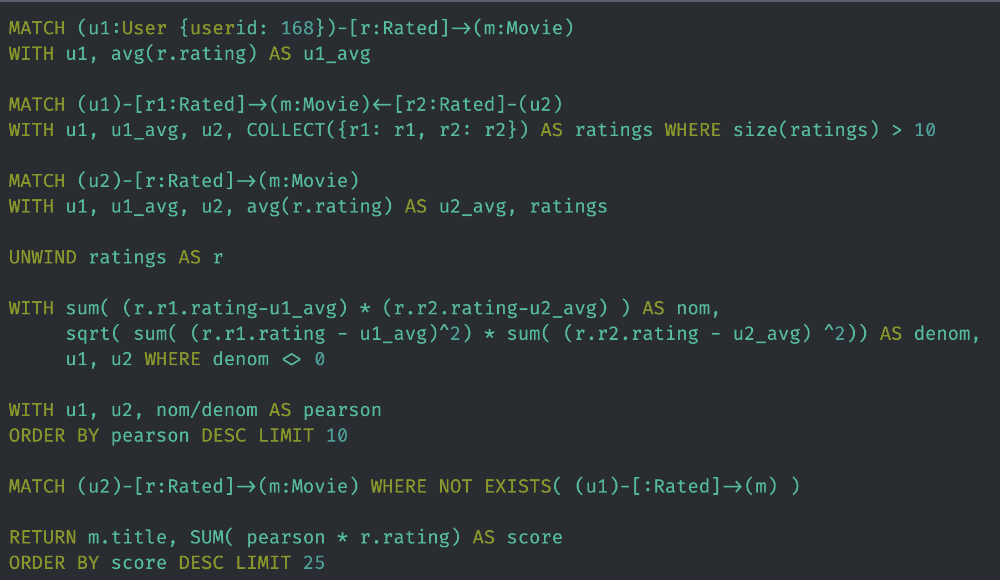 MATCH (u1:User {userid: 168})-[r:Rated]->(m:Movie)
WITH u1, avg(r.rating) AS u1_avg
MATCH (u1)-[r1:Rated]->(m:Movie)<-[r2:Rated]-(u2)
WITH u1, u1_avg, u2, COLLECT({r1: r1, r2: r2}) AS ratings WHERE size(ratings) > 10
MATCH (u2)-[r:Rated]->(m:Movie)
WITH u1, u1_avg, u2, avg(r.rating) AS u2_avg, ratings
UNWIND ratings AS r
WITH sum( (r.r1.rating-u1_avg) * (r.r2.rating-u2_avg) ) AS nom,
     sqrt( sum( (r.r1.rating - u1_avg)^2) * sum( (r.r2.rating - u2_avg) ^2)) AS denom,
     u1, u2 WHERE denom <> 0
WITH u1, u2, nom/denom AS pearson
ORDER BY pearson DESC LIMIT 10
MATCH (u2)-[r:Rated]->(m:Movie) WHERE NOT EXISTS( (u1)-[:Rated]->(m) )
RETURN m.title, SUM( pearson * r.rating) AS score
ORDER BY score DESC LIMIT 25